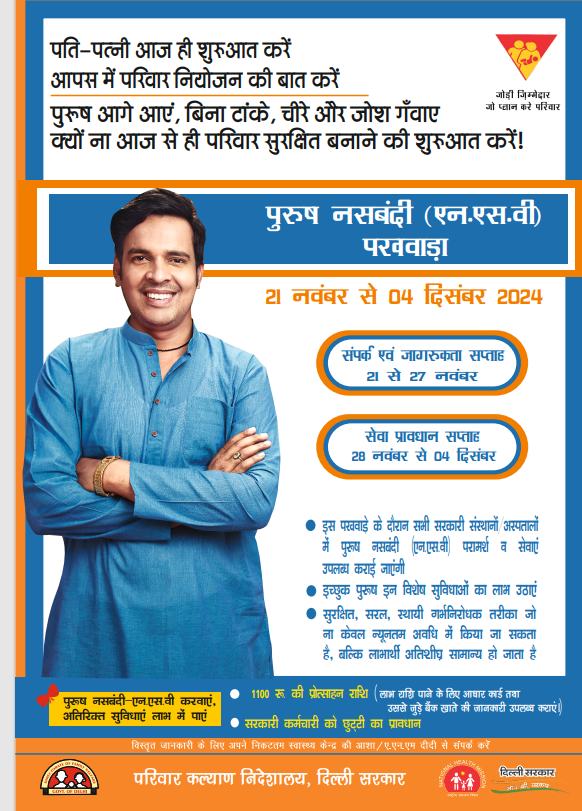 पति-पत्नी आज ही शुरुआत करें
आपस में परिवार नियोजन की बात करें
पुरूष आगे आएं, बिना टांके, चीरे और जोश गँवाए
क्यों ना आज से ही परिवार सुरक्षित बनाने की शुरुआत करें!
जोड़ी ज़िम्मेदार
जो प्लान करे परिवार
पुरुष नसबंदी (एन.एस.वी)
पखवाड़ा
21 नवंबर से 04 दिसंबर 2024
संपर्क एवं जागरुकता सप्ताह
21 से 27 नवंबर
सेवा प्रावधान सप्ताह
28 नवंबर से 04 दिसंबर
इस पखवाड़े के दौरान सभी सरकारी संस्थानों/अस्पतालों
में पुरूष नसबंदी (एन.एस.वी) परामर्श व सेवाएं
उपलब्ध कराई जाएंगी
इच्छुक पुरूष इन विशेष सुविधाओं का लाभ उठाएं
सुरक्षित, सरल, स्थायी गर्भनिरोधक तरीका जो
ना केवल न्यूनतम अवधि में किया जा सकता
है, बल्कि लाभार्थी अतिशीघ्र सामान्य हो जाता है
पुरूष नसबंदी-एन.एस.वी करवाएं,
अतिरिक्त सुविधाएं लाभ में पाएं
1100 रू. की प्रोत्साहन राशि (लाभ राशि पाने के लिए आधार कार्ड तथा
उससे जुड़े बैंक खाते की जानकारी उपलब्ध कराएं।)
सरकारी कर्मचारी को छुट्टी का प्रावधान
विस्तृत जानकारी के लिए अपने निकटतम स्वास्थ्य केन्द्र की आशा/ए.एन.एम दीदी से संपर्क करें
GOVT. OF DELHI
परिवार कल्याण निदेशालय, दिल्ली सरकार
NATIONAL HEALTH MISSION
दिल्ली सरकार
आप की सरकार